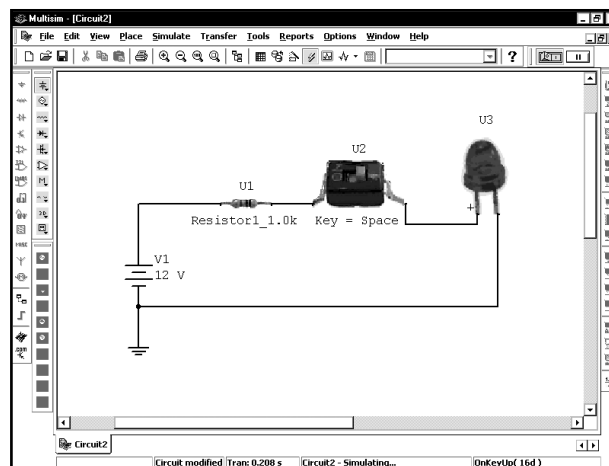 Multisim - [Circuit2]
File Edit View Place Simulate Transfer Tools Reports Options Window Help
U3
U2
U1
Resistor1_1.0k Key = Space
+
V1
12 V
Circuit2
Circuit modified Tran: 0.208 s Circuit2 - Simulating... OnKeyUp( 16d )